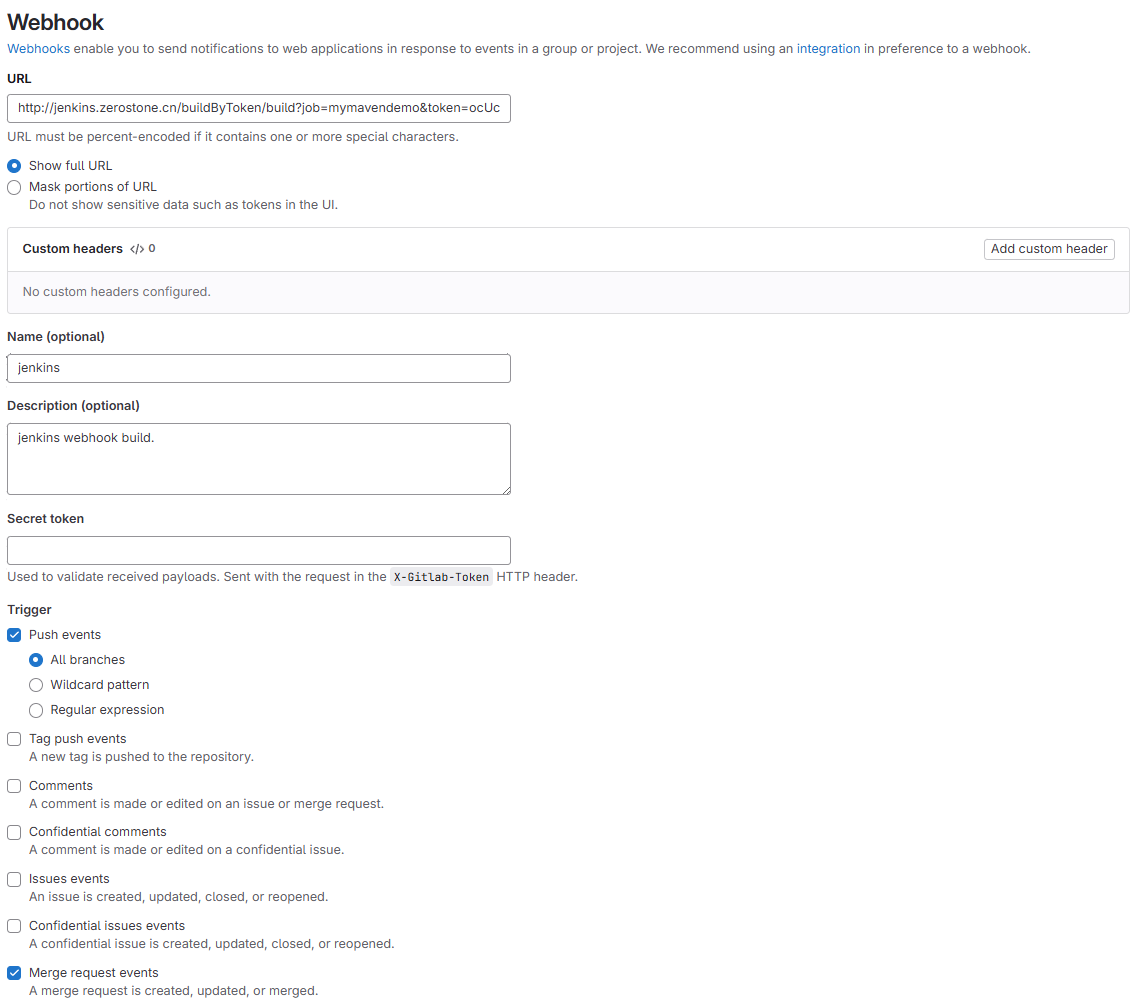 Webhook
Webhooks enable you to send notifications to web applications in response to events in a group or project. We recommend using an integration in preference to a webhook.
URL
http://jenkins.zerostone.cn/buildByToken/build?job=mymavendemo&token=ocUc
URL must be percent-encoded if it contains one or more special characters.
Show full URL
Mask portions of URL
Do not show sensitive data such as tokens in the UI.
Custom headers </> 0
Add custom header
No custom headers configured.
Name (optional)
jenkins
Description (optional)
jenkins webhook build.
Secret token
Used to validate received payloads. Sent with the request in the X-Gitlab-Token HTTP header.
Trigger
Push events
All branches
Wildcard pattern
Regular expression
Tag push events
A new tag is pushed to the repository.
Comments
A comment is made or edited on an issue or merge request.
Confidential comments
A comment is made or edited on a confidential issue.
Issues events
An issue is created, updated, closed, or reopened.
Confidential issues events
A confidential issue is created, updated, closed, or reopened.
Merge request events
A merge request is created, updated, or merged.